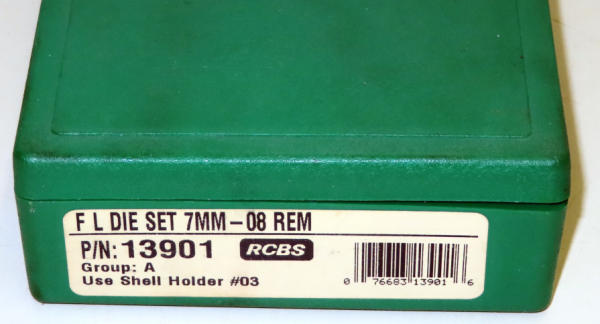 F L DIE SET 7MM-08 REM
P/N: 13901 RCBS
Group: A
Use Shell Holder #03
0 76683 13901 6